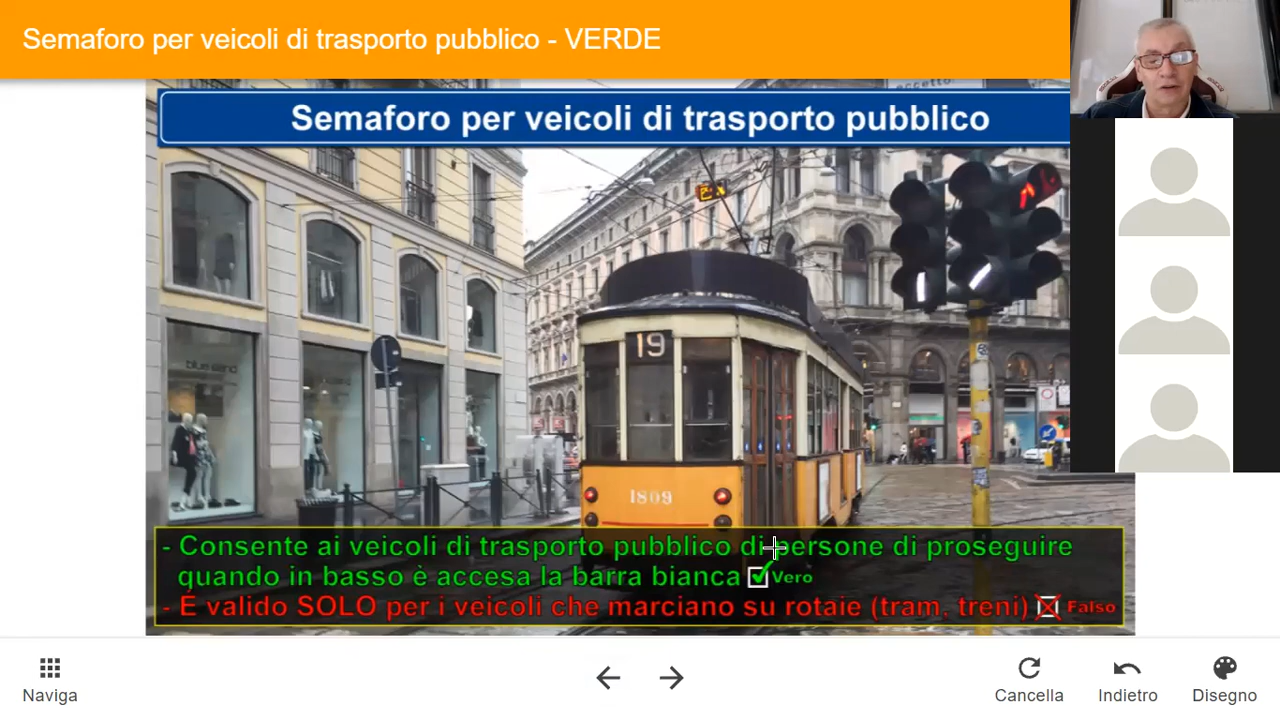 Semaforo per veicoli di trasporto pubblico - VERDE
eccetto
Semaforo per veicoli di trasporto pubblico
19
1809
- Consente ai veicoli di trasporto pubblico di persone di proseguire
quando in basso è accesa la barra bianca Vero
- É valido SOLO per i veicoli che marciano su rotaie (tram, treni) Falso
Naviga
Cancella
Indietro
Disegno